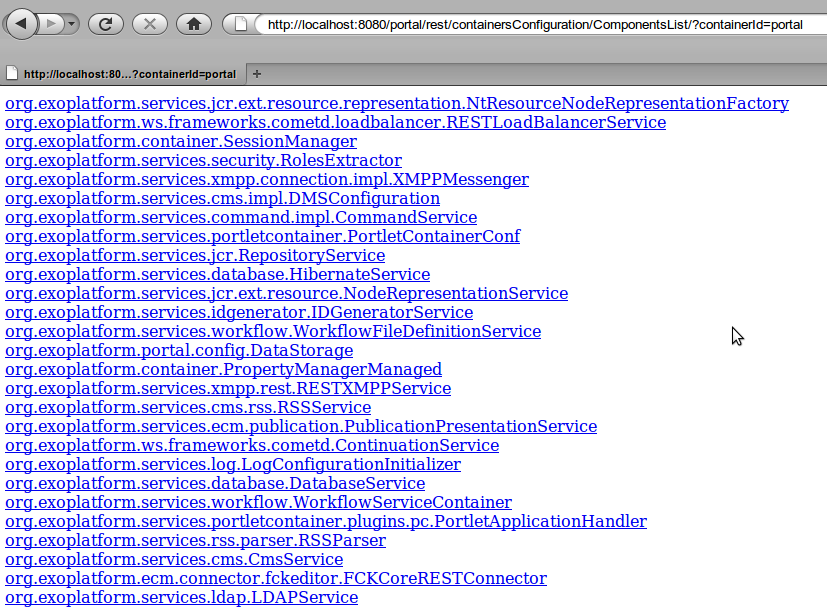 http://localhost:8080/portal/rest/containersConfiguration/ComponentsList/?containerId=portal
http://localhost:80...?containerId=portal
org.exoplatform.services.jcr.ext.resource.representation.NtResourceNodeRepresentationFactory
org.exoplatform.ws.frameworks.cometd.loadbalancer.RESTLoadBalancerService
org.exoplatform.container.SessionManager
org.exoplatform.services.security.RolesExtractor
org.exoplatform.services.xmpp.connection.impl.XMPPMessenger
org.exoplatform.services.cms.impl.DMSConfiguration
org.exoplatform.services.command.impl.CommandService
org.exoplatform.services.portletcontainer.PortletContainerConf
org.exoplatform.services.jcr.RepositoryService
org.exoplatform.services.database.HibernateService
org.exoplatform.services.jcr.ext.resource.NodeRepresentationService
org.exoplatform.services.idgenerator.IDGeneratorService
org.exoplatform.services.workflow.WorkflowFileDefinitionService
org.exoplatform.portal.config.DataStorage
org.exoplatform.container.PropertyManagerManaged
org.exoplatform.services.xmpp.rest.RESTXMPPService
org.exoplatform.services.cms.rss.RSSService
org.exoplatform.services.ecm.publication.PublicationPresentationService
org.exoplatform.ws.frameworks.cometd.ContinuationService
org.exoplatform.services.log.LogConfigurationInitializer
org.exoplatform.services.database.DatabaseService
org.exoplatform.services.workflow.WorkflowServiceContainer
org.exoplatform.services.portletcontainer.plugins.pc.PortletApplicationHandler
org.exoplatform.services.rss.parser.RSSParser
org.exoplatform.services.cms.CmsService
org.exoplatform.ecm.connector.fckeditor.FCKCoreRESTConnector
org.exoplatform.services.ldap.LDAPService